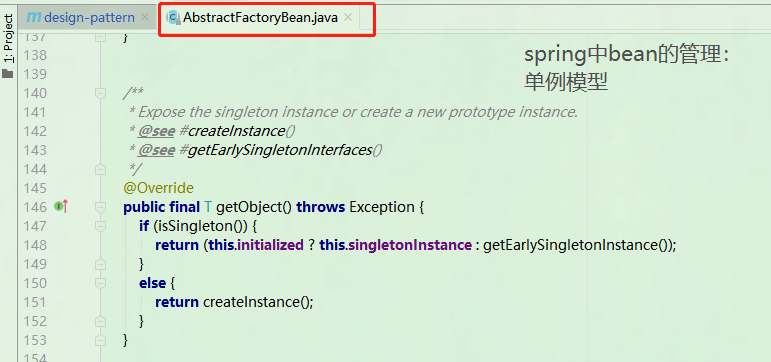 design-pattern
AbstractFactoryBean.java
1: Project
spring中bean的管理：
单例模型
137 }
138
139
140 /**
141 * Expose the singleton instance or create a new prototype instance.
142 * @see #createInstance()
143 * @see #getEarlySingletonInterfaces()
144 */
145 @Override
146 public final T getObject() throws Exception {
147 if (isSingleton()) {
148 return (this.initialized ? this.singletonInstance : getEarlySingletonInstance());
149 }
150 else {
151 return createInstance();
152 }
153 }